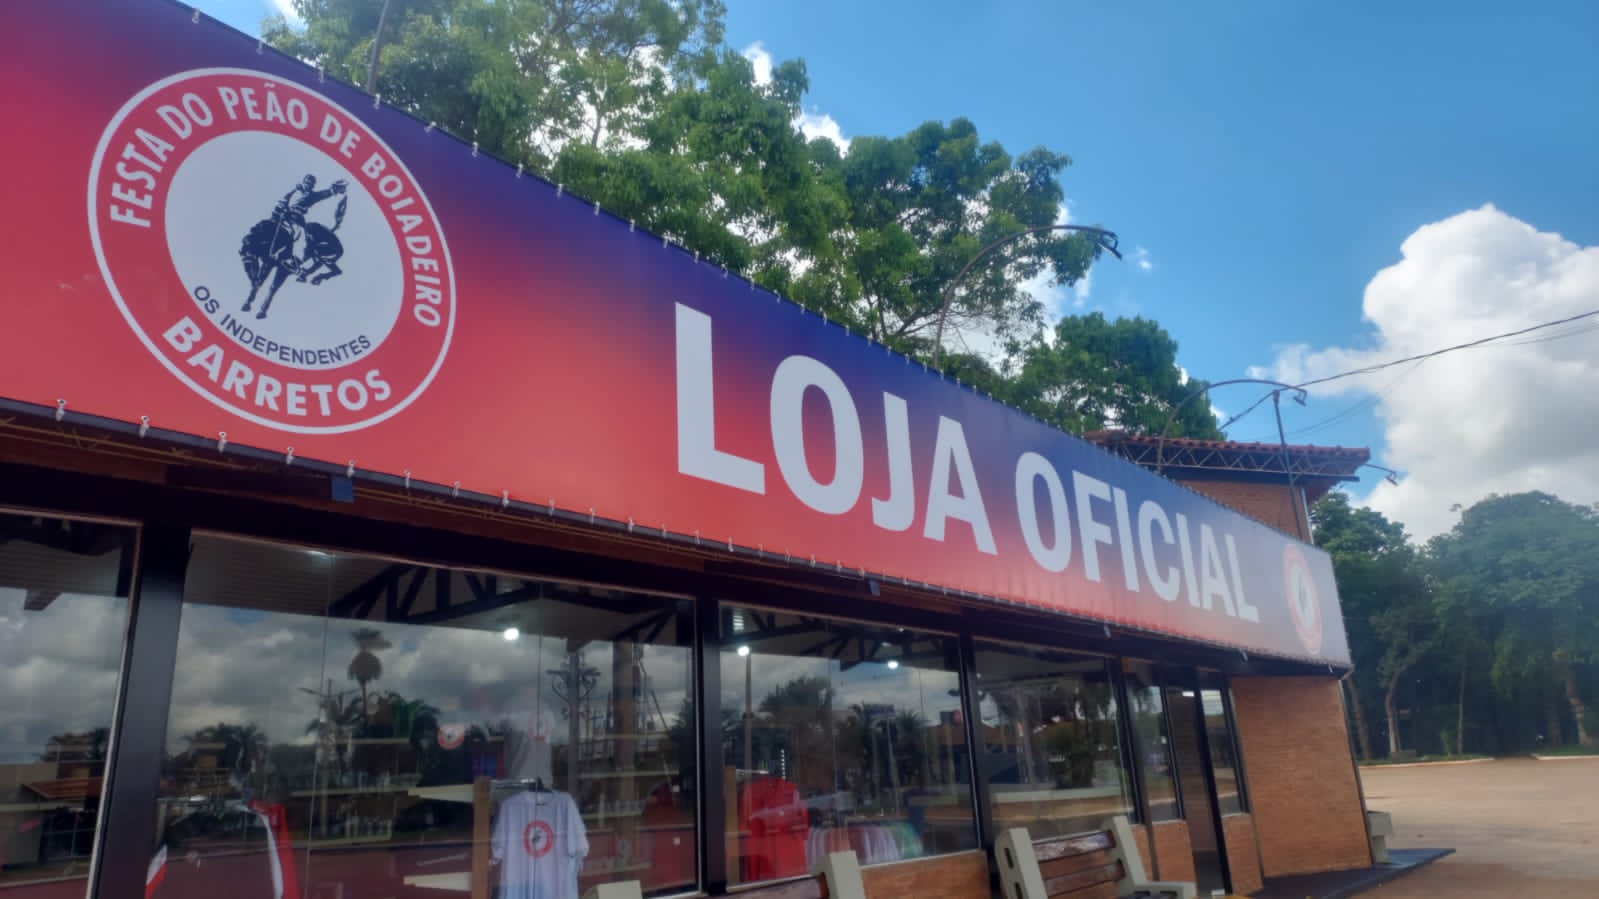 FESTA DO PEÃO DE BOIADEIRO
OS INDEPENDENTES
BARRETOS
LOJA OFICIAL